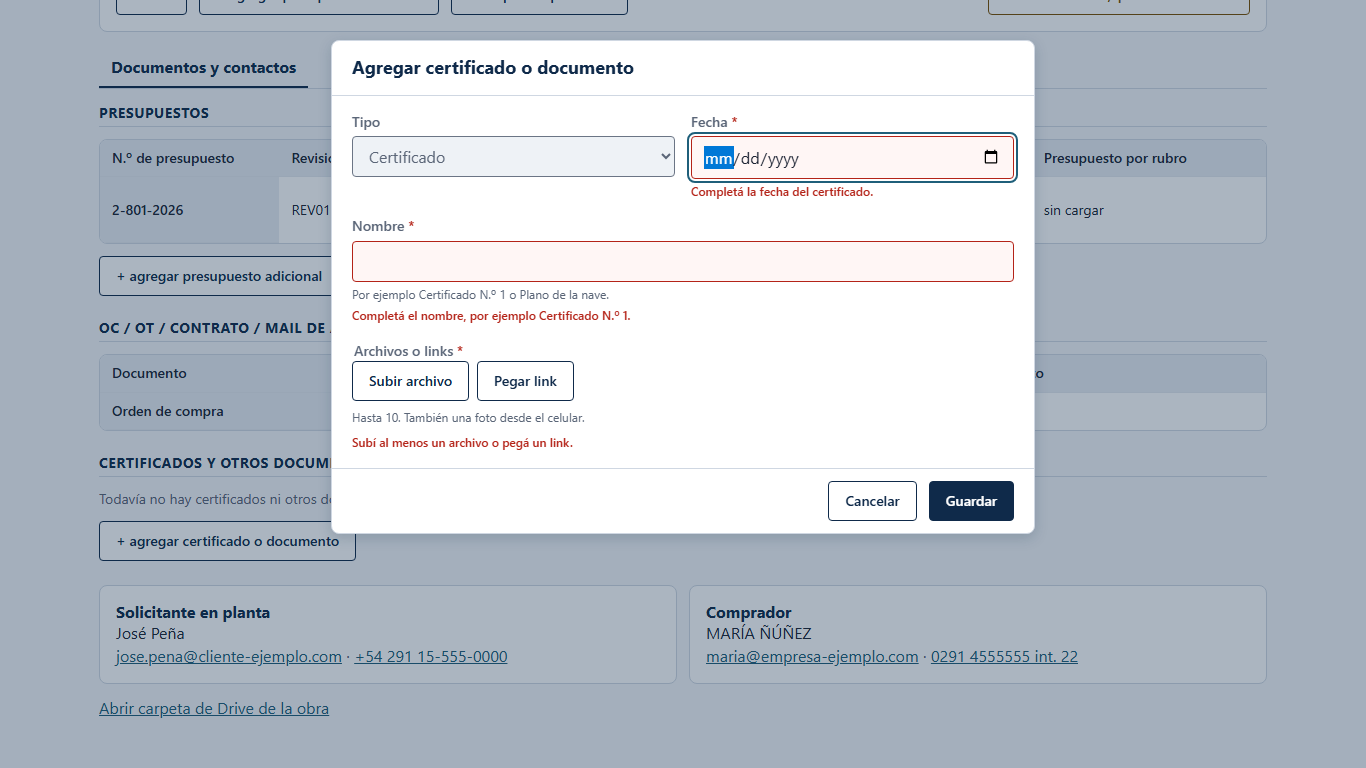 Documentos y contactos
Agregar certificado o documento
PRESUPUESTOS
Tipo
Fecha *
N.º de presupuesto
Presupuesto por rubro
Certificado
mm/dd/yyyy
Completá la fecha del certificado.
2-801-2026
REV01
sin cargar
Nombre *
+ agregar presupuesto adicional
Por ejemplo Certificado N.º 1 o Plano de la nave.
Completá el nombre, por ejemplo Certificado N.º 1.
OC / OT / CONTRATO / MAIL DE
Archivos o links *
Documento
Subir archivo
Pegar link
Orden de compra
Hasta 10. También una foto desde el celular.
Subí al menos un archivo o pegá un link.
CERTIFICADOS Y OTROS
Todavía no hay certificados ni otros
Cancelar
Guardar
+ agregar certificado o documento
Solicitante en planta
José Peña
jose.pena@cliente-ejemplo.com · +54 291 15-555-0000
Comprador
MARÍA ÑÚÑEZ
maria@empresa-ejemplo.com · 0291 4555555 int. 22
Abrir carpeta de Drive de la obra